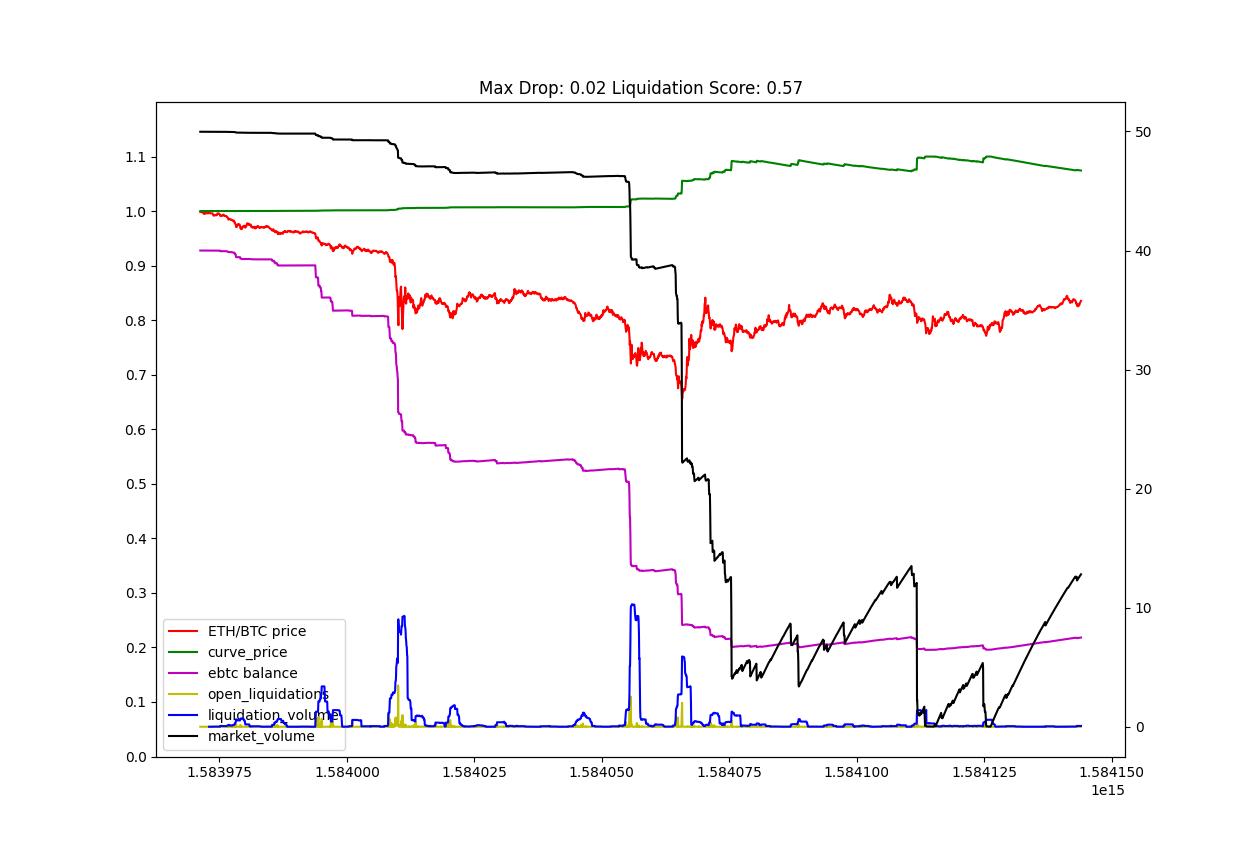 Max Drop: 0.02 Liquidation Score: 0.57
1.1
1.0
0.9
0.8
0.7
0.6
0.5
0.4
0.3
0.2
0.1
0.0
50
40
30
20
10
0
ETH/BTC price
curve_price
ebtc balance
open_liquidations
liquidation_volume
market_volume
1.583975 1.584000 1.584025 1.584050 1.584075 1.584100 1.584125 1.584150
1e15